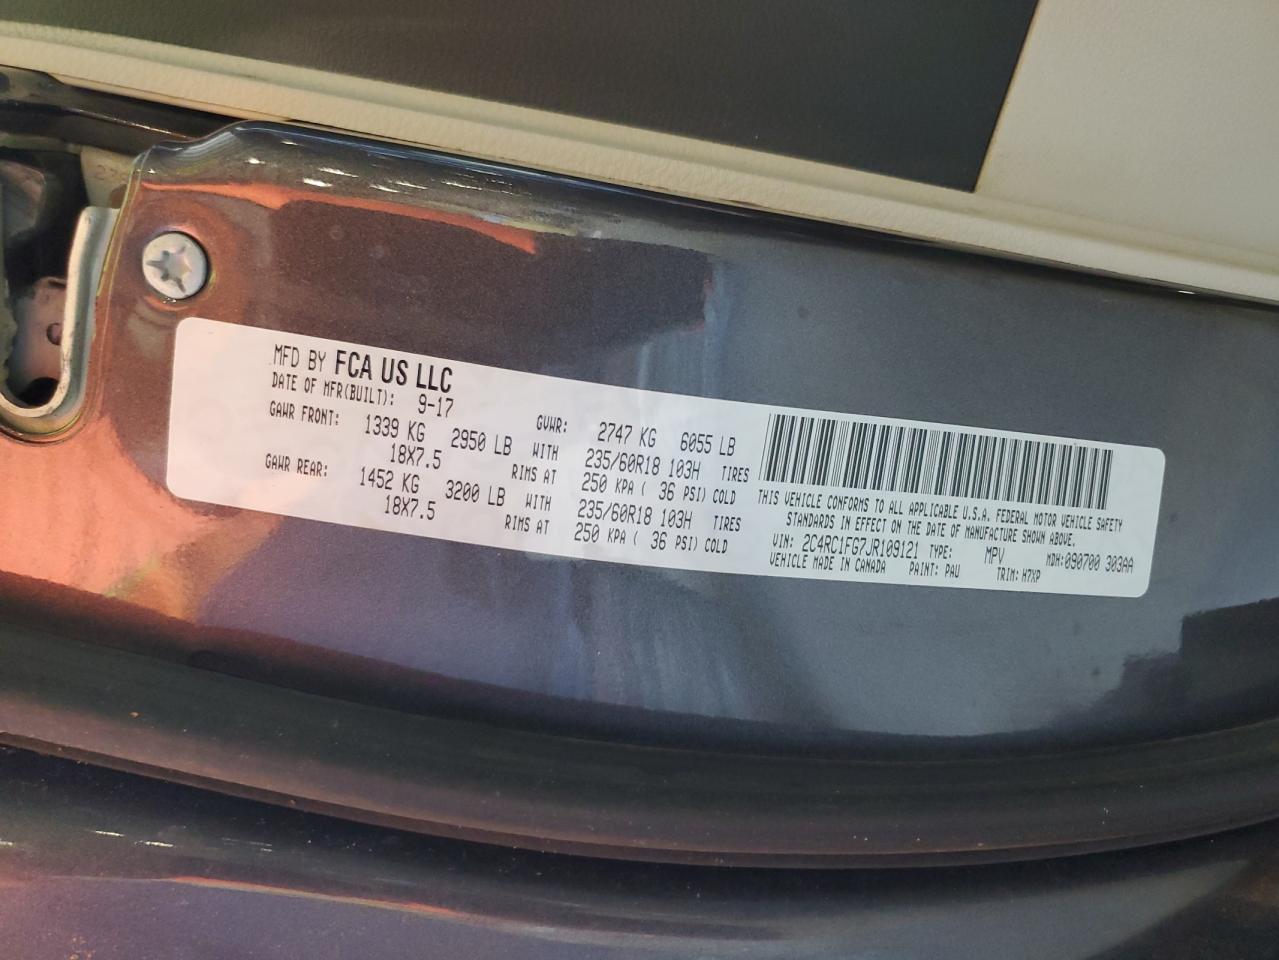 MFD BY FCA US LLC
DATE OF MFR(BUILT): 9-17
GVWR: 2747 KG 6055 LB
GAWR FRONT: 1339 KG 2950 LB WITH 235/60R18 103H TIRES
18X7.5 RIMS AT 250 KPA ( 36 PSI) COLD
GAWR REAR: 1452 KG 3200 LB WITH 235/60R18 103H TIRES
18X7.5 RIMS AT 250 KPA ( 36 PSI) COLD
THIS VEHICLE CONFORMS TO ALL APPLICABLE U.S.A. FEDERAL MOTOR VEHICLE SAFETY
STANDARDS IN EFFECT ON THE DATE OF MANUFACTURE SHOWN ABOVE.
VIN: 2C4RC1FG7JR109121 TYPE: MPV MDH:090700 303AA
VEHICLE MADE IN CANADA PAINT: PAU TRIM: H7XP